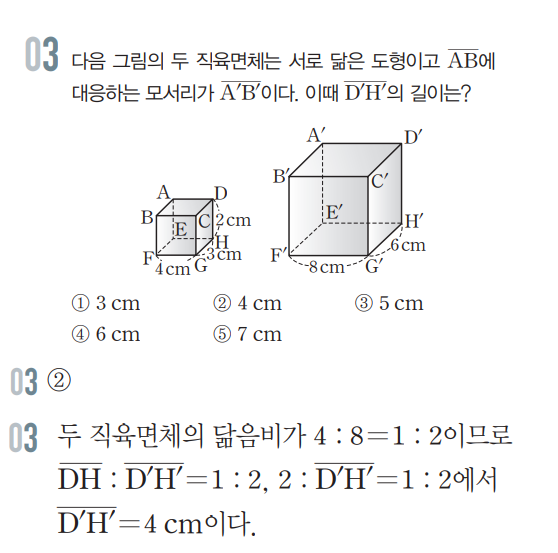 03 다음 그림의 두 직육면체는 서로 닮은 도형이고 A̅B̅에
대응하는 모서리가 A̅′B̅′이다. 이때 D̅′H̅′의 길이는?
A′ D′
B′ C′
A D
B C 2 cm
E
E′ H′
H
F 3 cm
4 cm G
6 cm
F′ 8 cm G′
① 3 cm ② 4 cm ③ 5 cm
④ 6 cm ⑤ 7 cm
03 ②
03 두 직육면체의 닮음비가 4 : 8=1 : 2이므로
D̅H̅ : D̅′H̅′=1 : 2, 2 : D̅′H̅′=1 : 2에서
D̅′H̅′=4 cm이다.